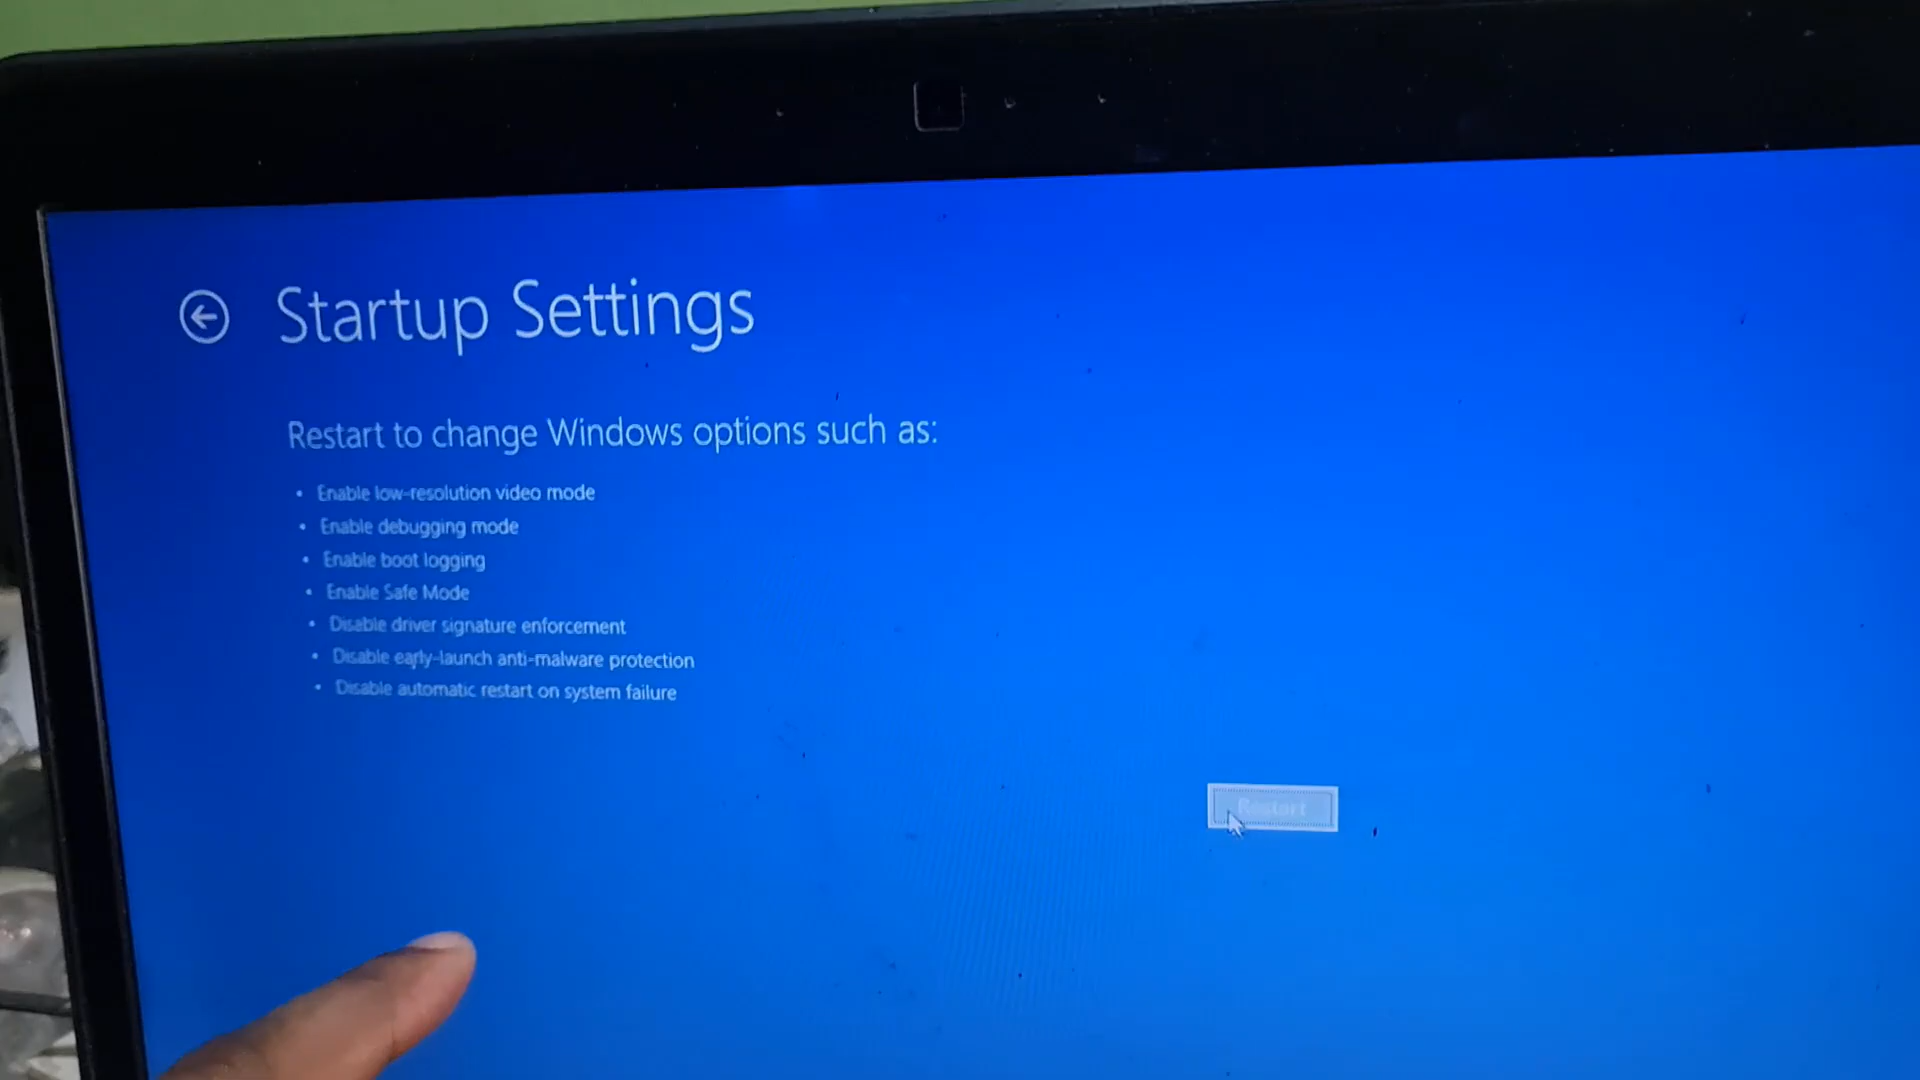 Startup Settings
Restart to change Windows options such as:
• Enable low-resolution video mode
• Enable debugging mode
• Enable boot logging
• Enable Safe Mode
• Disable driver signature enforcement
• Disable early-launch anti-malware protection
• Disable automatic restart on system failure
Restart